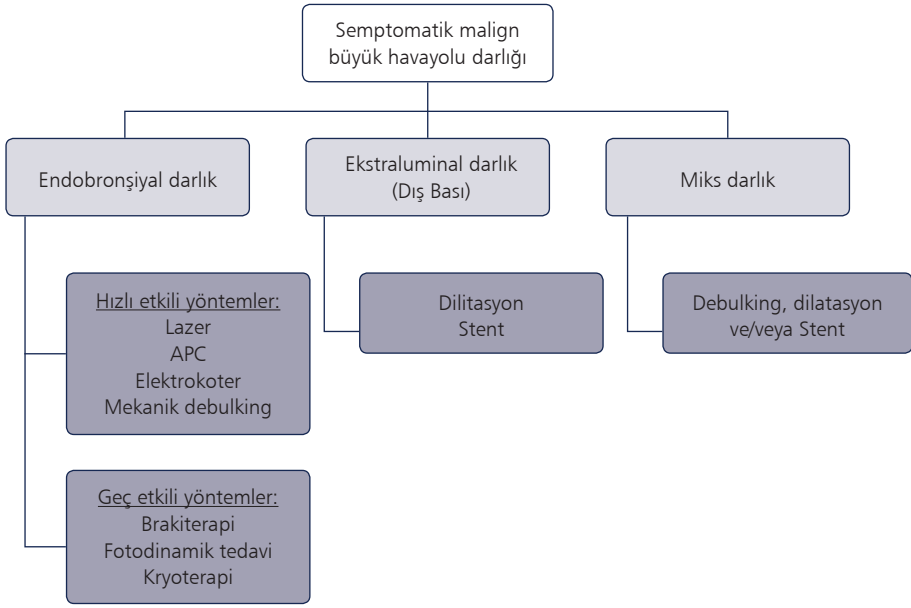 Semptomatik malign
büyük havayolu darlığı
Endobronşiyal darlık
Ekstraluminal darlık
(Dış Bası)
Miks darlık
Hızlı etkili yöntemler:
Lazer
APC
Elektrokoter
Mekanik debulking
Dilitasyon
Stent
Debulking, dilatasyon
ve/veya Stent
Geç etkili yöntemler:
Brakiterapi
Fotodinamik tedavi
Kryoterapi